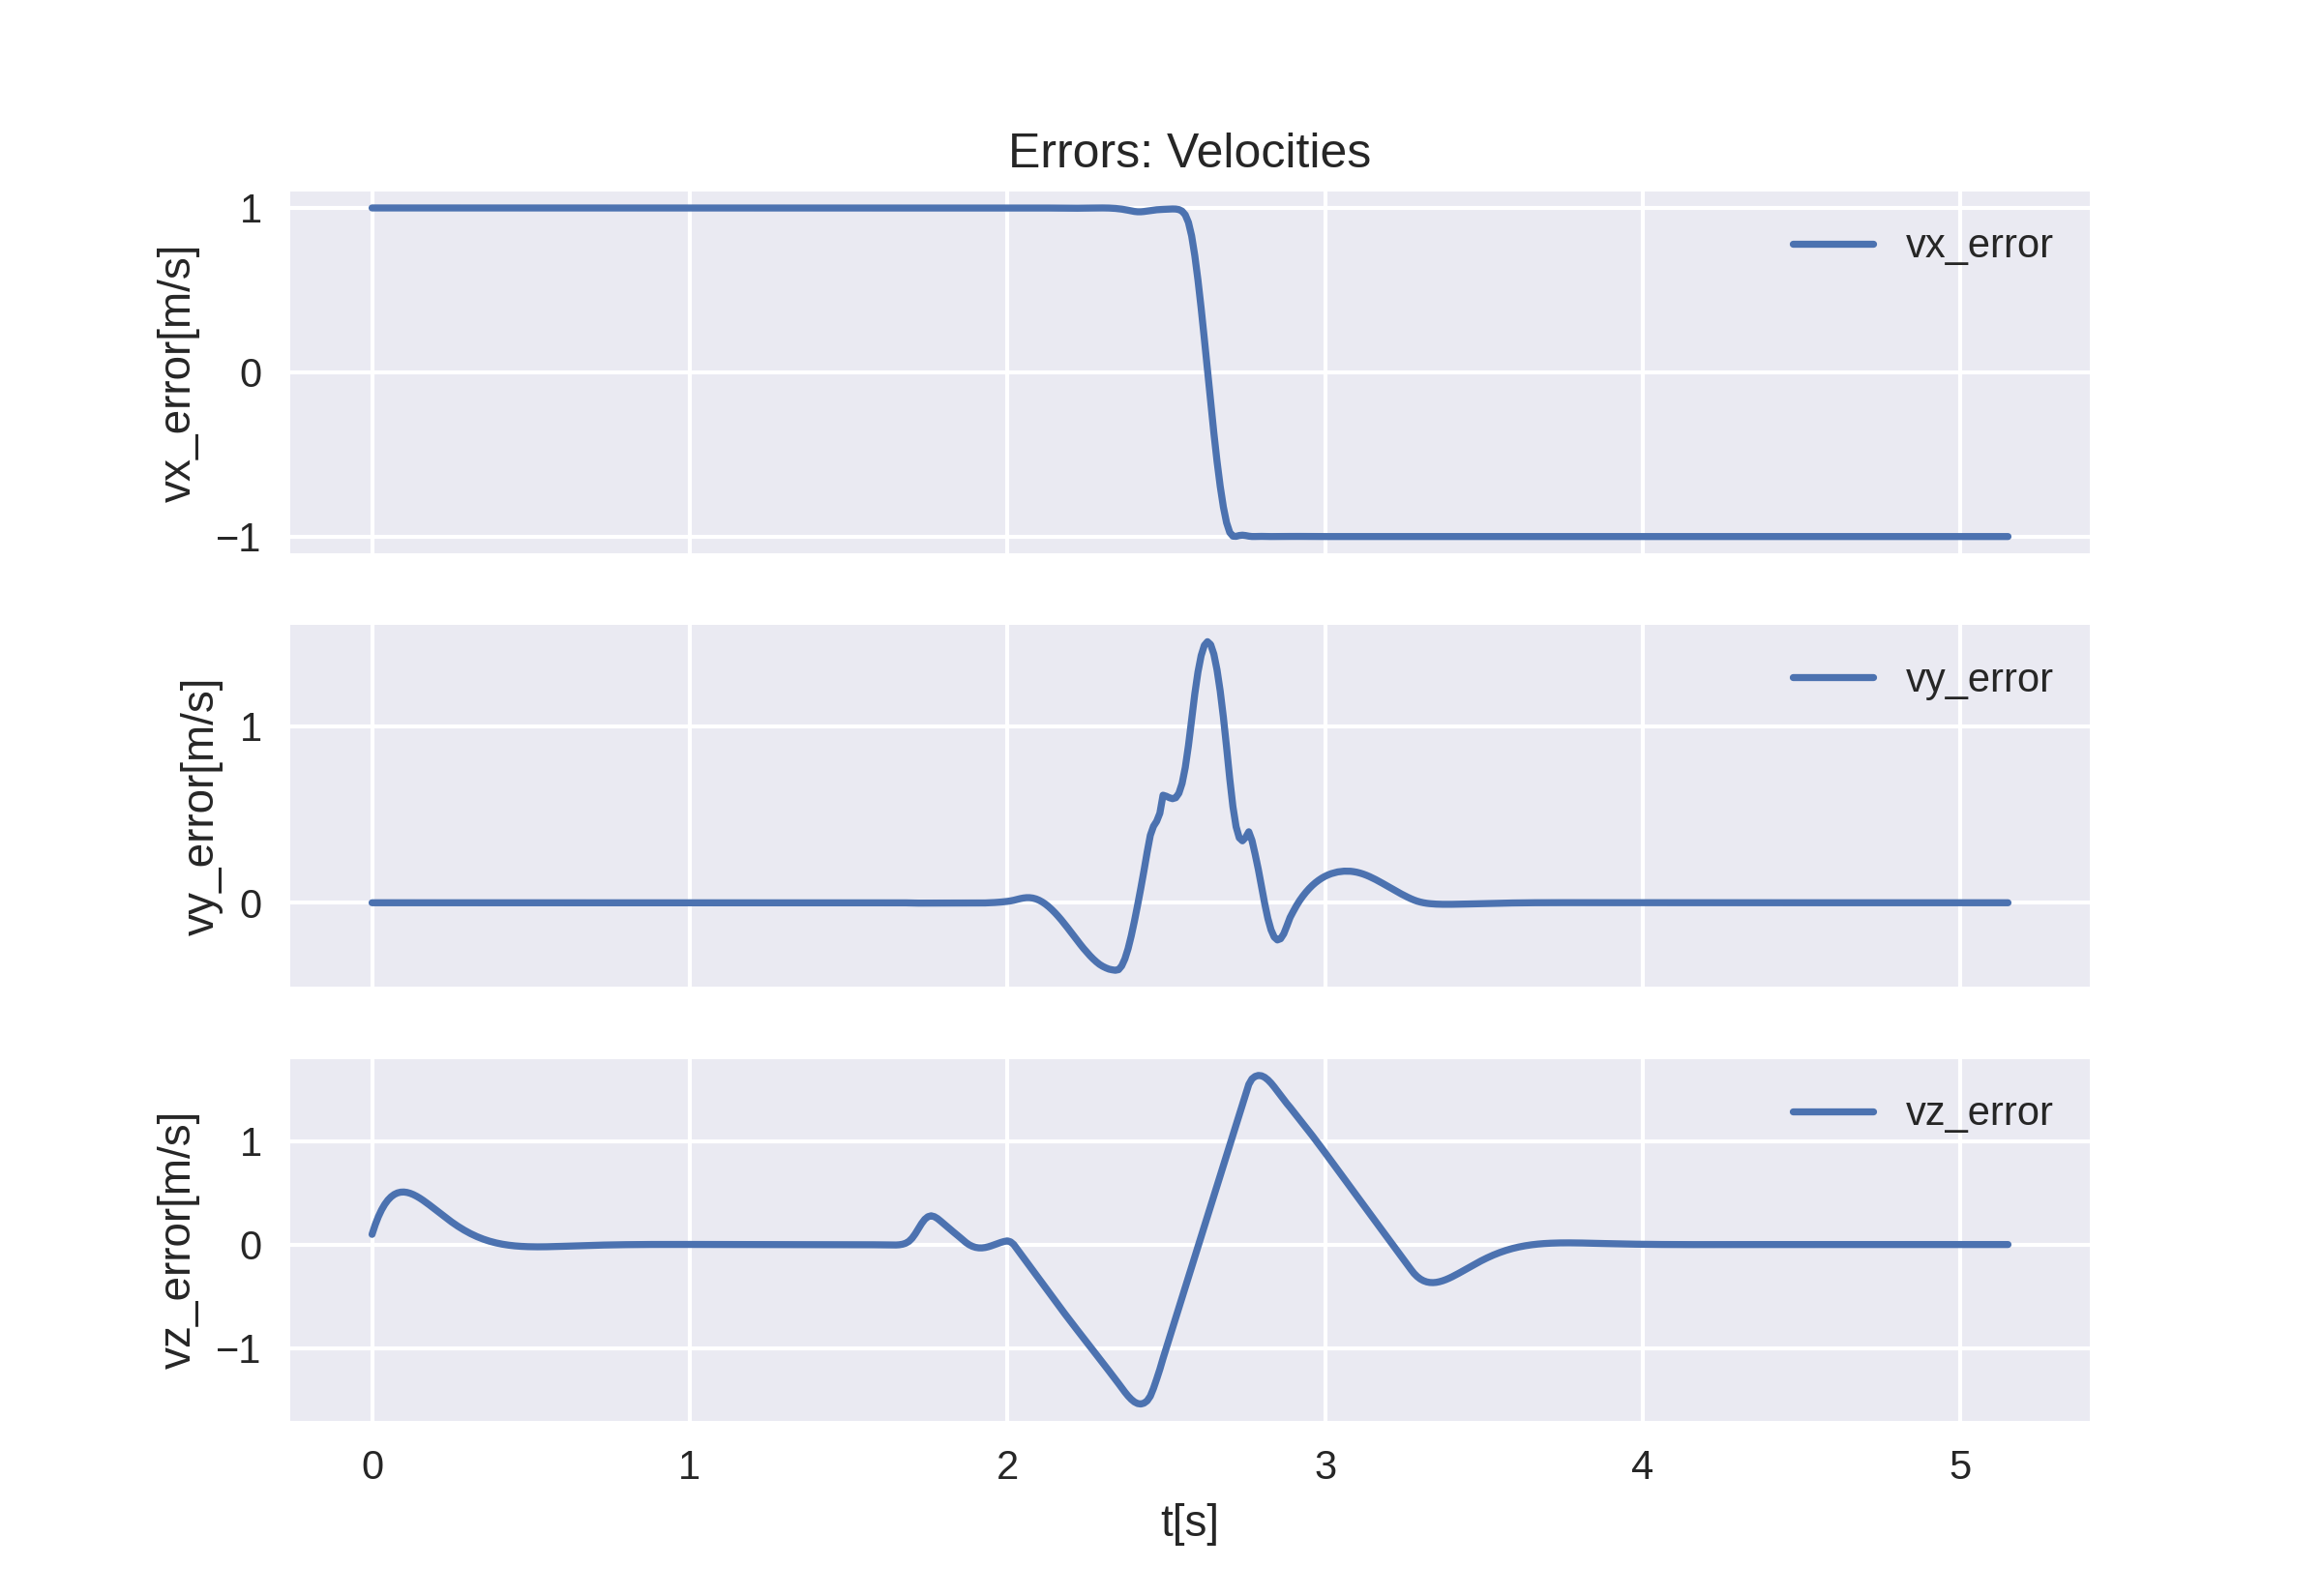 Errors: Velocities
1
0
−1
vx_error[m/s]
vx_error
1
0
vy_error[m/s]
vy_error
1
0
−1
vz_error[m/s]
vz_error
0 1 2 3 4 5
t[s]